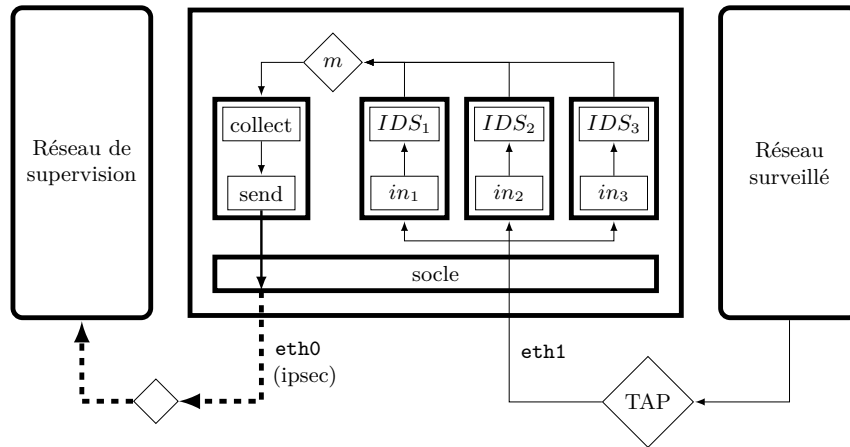 Réseau de
supervision
m
collect
send
IDS₁
in₁
IDS₂
in₂
IDS₃
in₃
socle
Réseau
surveillé
eth0
(ipsec)
eth1
TAP